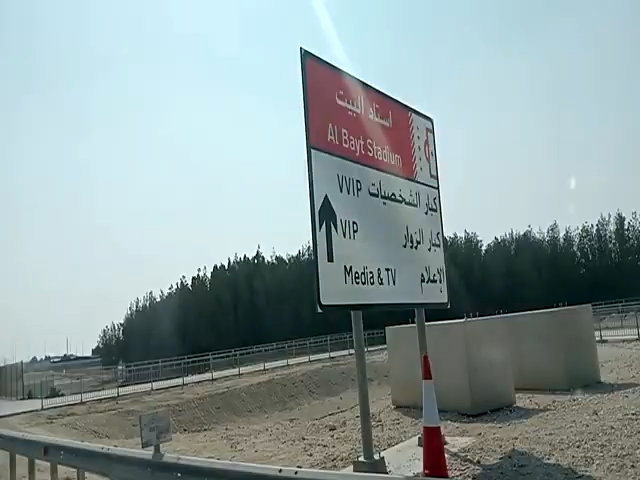 استاد البيت
Al Bayt Stadium
VVIP كبار الشخصيات
VIP كبار الزوار
Media & TV الإعلام